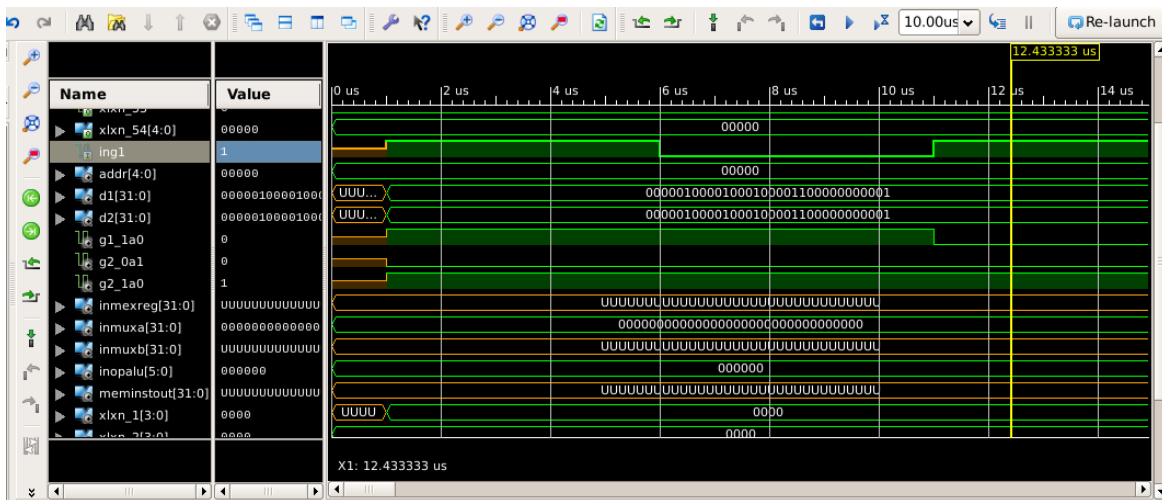 10.00us
Re-launch
12.433333 us
Name
Value
0 us
2 us
4 us
6 us
8 us
10 us
12 us
14 us
xlxn_54[4:0]
00000
00000
ing1
1
addr[4:0]
00000
00000
d1[31:0]
0000010000100
UUU...
00000100001000100001100000000001
d2[31:0]
0000010000100
UUU...
00000100001000100001100000000001
g1_1a0
0
g2_0a1
0
g2_1a0
1
inmexreg[31:0]
UUUUUUUUUUUUU
UUUUUUUUUUUUUUUUUUUUUUUUUUUUUUUU
inmuxa[31:0]
0000000000000
00000000000000000000000000000000
inmuxb[31:0]
UUUUUUUUUUUUU
UUUUUUUUUUUUUUUUUUUUUUUUUUUUUUUU
inopalu[5:0]
000000
000000
meminstout[31:0]
UUUUUUUUUUUUU
UUUUUUUUUUUUUUUUUUUUUUUUUUUUUUUU
xlxn_1[3:0]
0000
UUUU
0000
xlxn_2[3:0]
0000
0000
X1: 12.433333 us